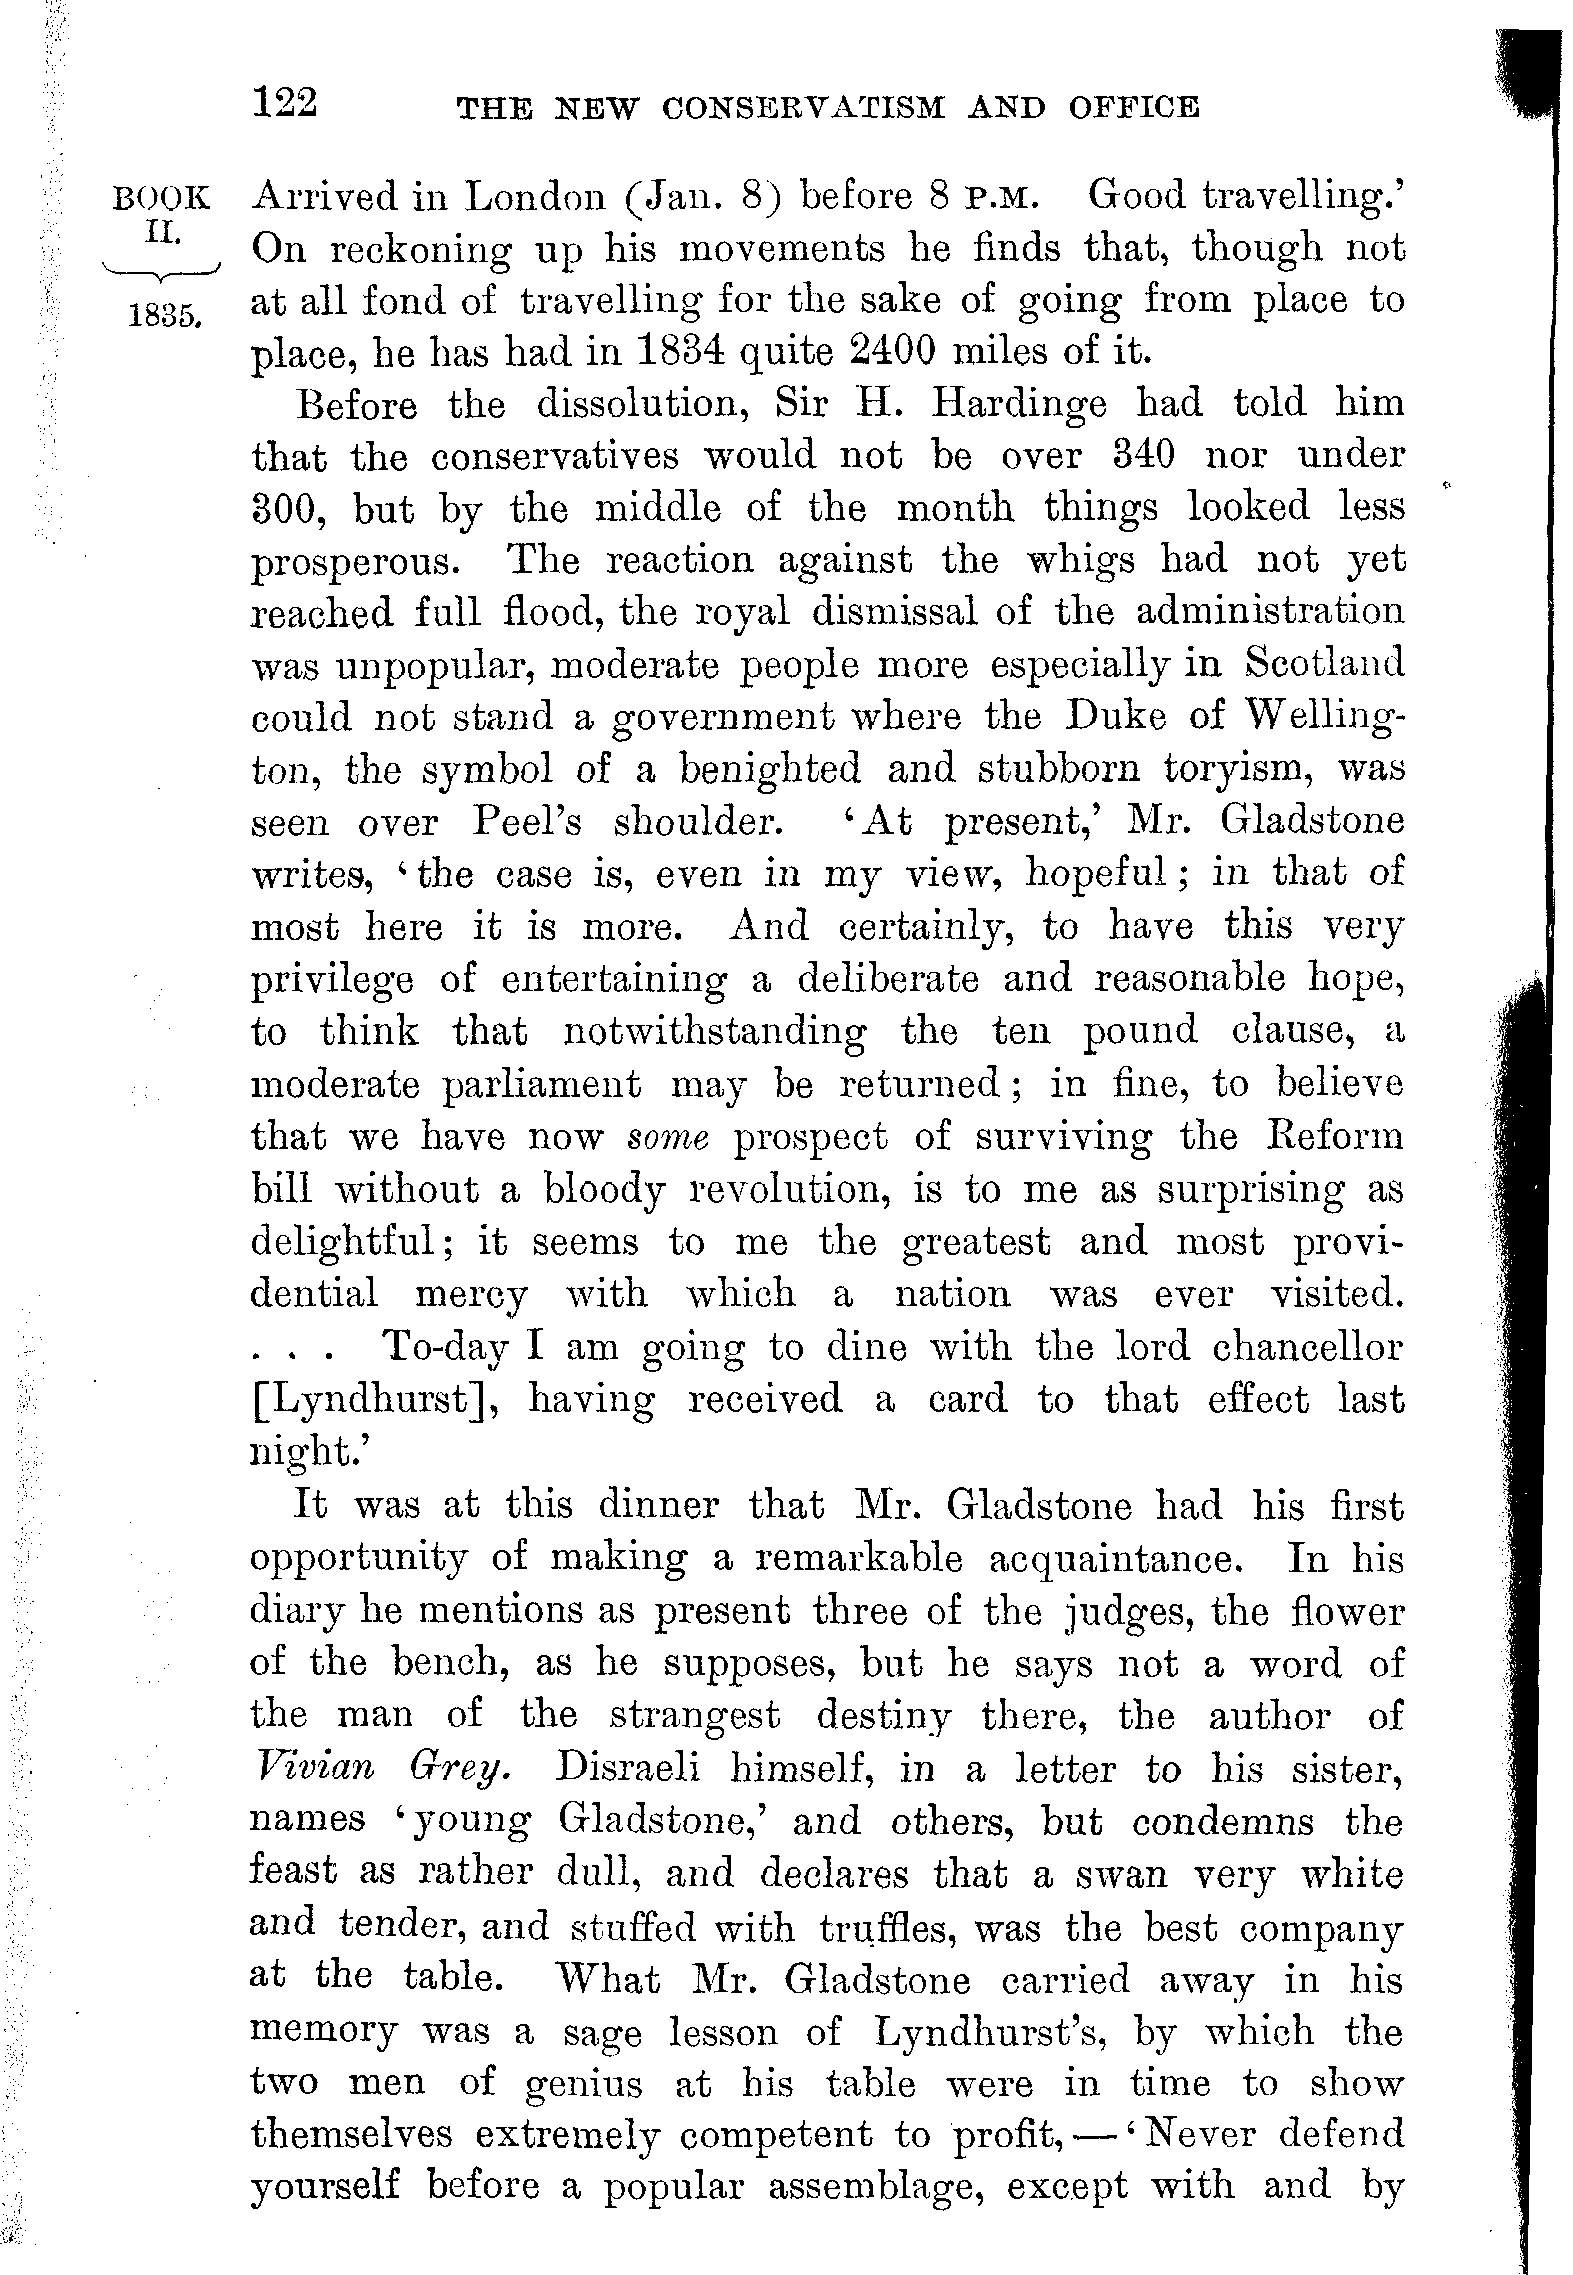 122 THE NEW CONSERVATISM AND OFFICE
BOOK
II.
1835.
Arrived in London (Jan. 8) before 8 P.M. Good travelling.’
On reckoning up his movements he finds that, though not
at all fond of travelling for the sake of going from place to
place, he has had in 1834 quite 2400 miles of it.
Before the dissolution, Sir H. Hardinge had told him
that the conservatives would not be over 340 nor under
300, but by the middle of the month things looked less
prosperous. The reaction against the whigs had not yet
reached full flood, the royal dismissal of the administration
was unpopular, moderate people more especially in Scotland
could not stand a government where the Duke of Welling-
ton, the symbol of a benighted and stubborn toryism, was
seen over Peel’s shoulder. ‘At present,’ Mr. Gladstone
writes, ‘the case is, even in my view, hopeful; in that of
most here it is more. And certainly, to have this very
privilege of entertaining a deliberate and reasonable hope,
to think that notwithstanding the ten pound clause, a
moderate parliament may be returned; in fine, to believe
that we have now some prospect of surviving the Reform
bill without a bloody revolution, is to me as surprising as
delightful; it seems to me the greatest and most provi-
dential mercy with which a nation was ever visited.
. . . To-day I am going to dine with the lord chancellor
[Lyndhurst], having received a card to that effect last
night.’
It was at this dinner that Mr. Gladstone had his first
opportunity of making a remarkable acquaintance. In his
diary he mentions as present three of the judges, the flower
of the bench, as he supposes, but he says not a word of
the man of the strangest destiny there, the author of
Vivian Grey. Disraeli himself, in a letter to his sister,
names ‘young Gladstone,’ and others, but condemns the
feast as rather dull, and declares that a swan very white
and tender, and stuffed with truffles, was the best company
at the table. What Mr. Gladstone carried away in his
memory was a sage lesson of Lyndhurst’s, by which the
two men of genius at his table were in time to show
themselves extremely competent to profit,—‘Never defend
yourself before a popular assemblage, except with and by